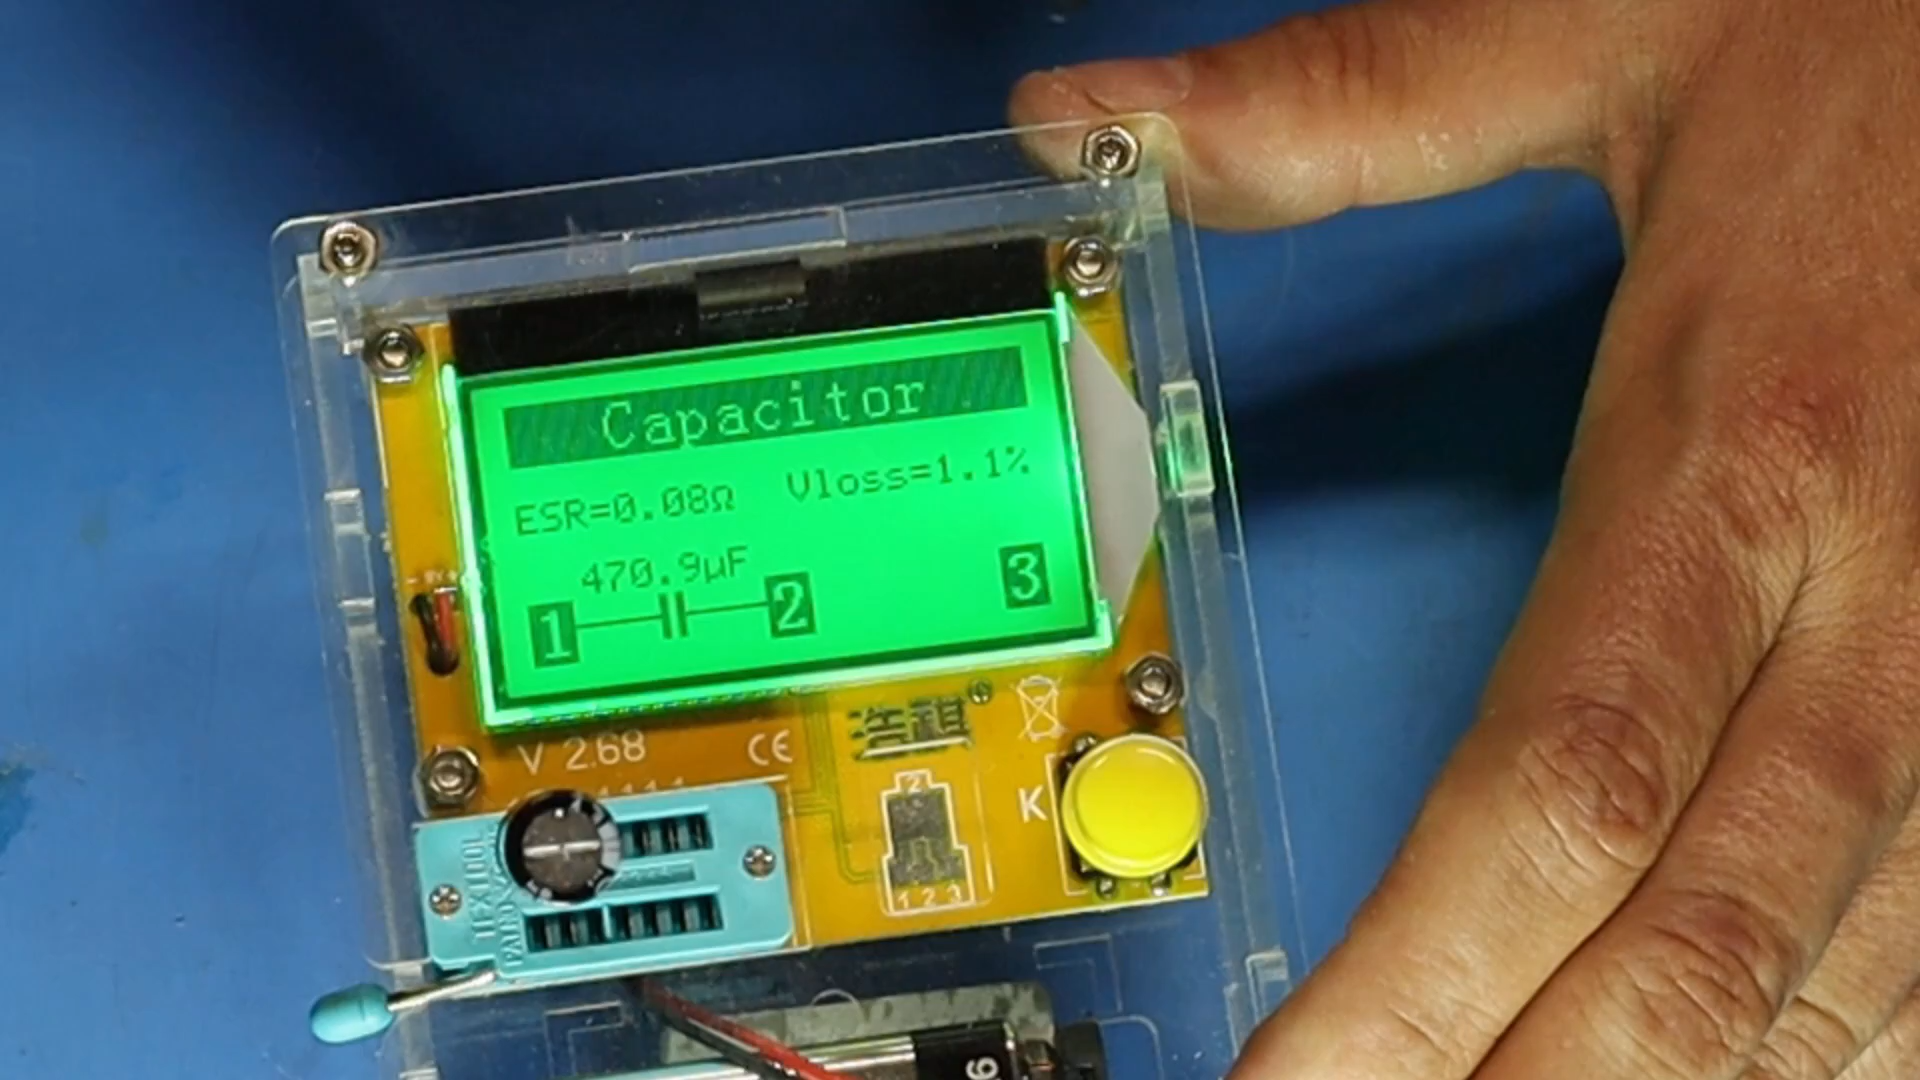 Capacitor
ESR=0.08Ω Vloss=1.1%
470.9µF
1 2 3
V 2.68 CE
2
K
1 2 3
TEXTOOL